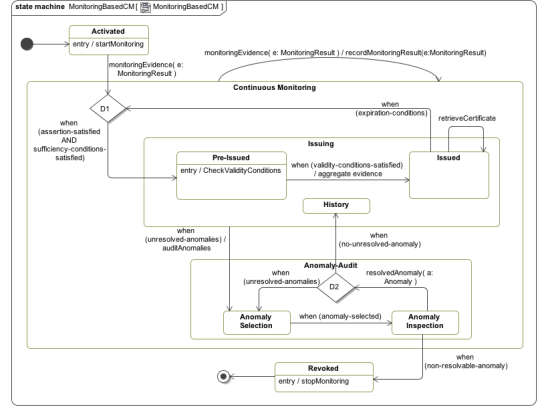 state machine MonitoringBasedCM [ MonitoringBasedCM ]
Activated
entry / startMonitoring
monitoringEvidence( e:
MonitoringResult )
monitoringEvidence( e: MonitoringResult ) / recordMonitoringResult(e:MonitoringResult)
Continuous Monitoring
D1
when
(expiration-conditions)
retrieveCertificate
when
(assertion-satisfied
AND
sufficiency-conditions-
satisfied)
Issuing
Pre-Issued
entry / CheckValidityConditions
when (validity-conditions-satisfied)
/ aggregate evidence
Issued
History
when
(unresolved-anomalies) /
auditAnomalies
when
(no-unresolved-anomaly)
Anomaly-Audit
when
(unresolved-anomalies)
D2
resolvedAnomaly( a:
Anomaly )
Anomaly
Selection
when (anomaly-selected)
Anomaly
Inspection
when
(non-resolvable-anomaly)
Revoked
entry / stopMonitoring